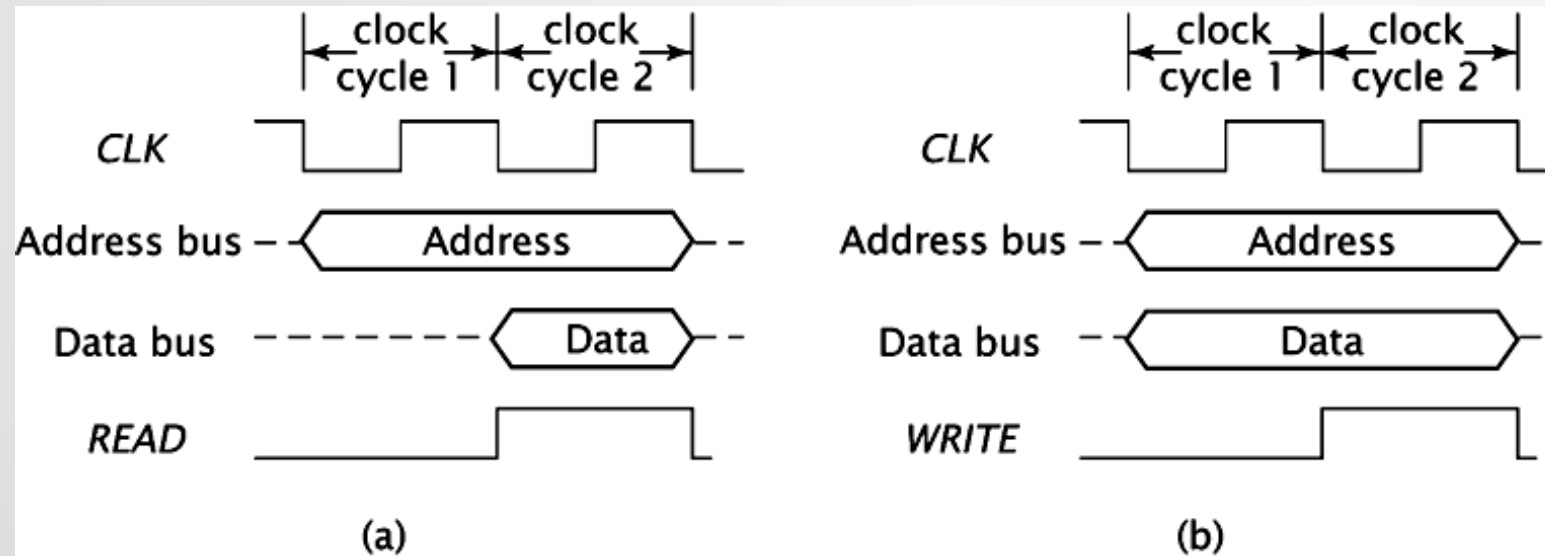 clock cycle 1
clock cycle 2
CLK
Address bus
Address
Data bus
Data
READ
(a)
clock cycle 1
clock cycle 2
CLK
Address bus
Address
Data bus
Data
WRITE
(b)